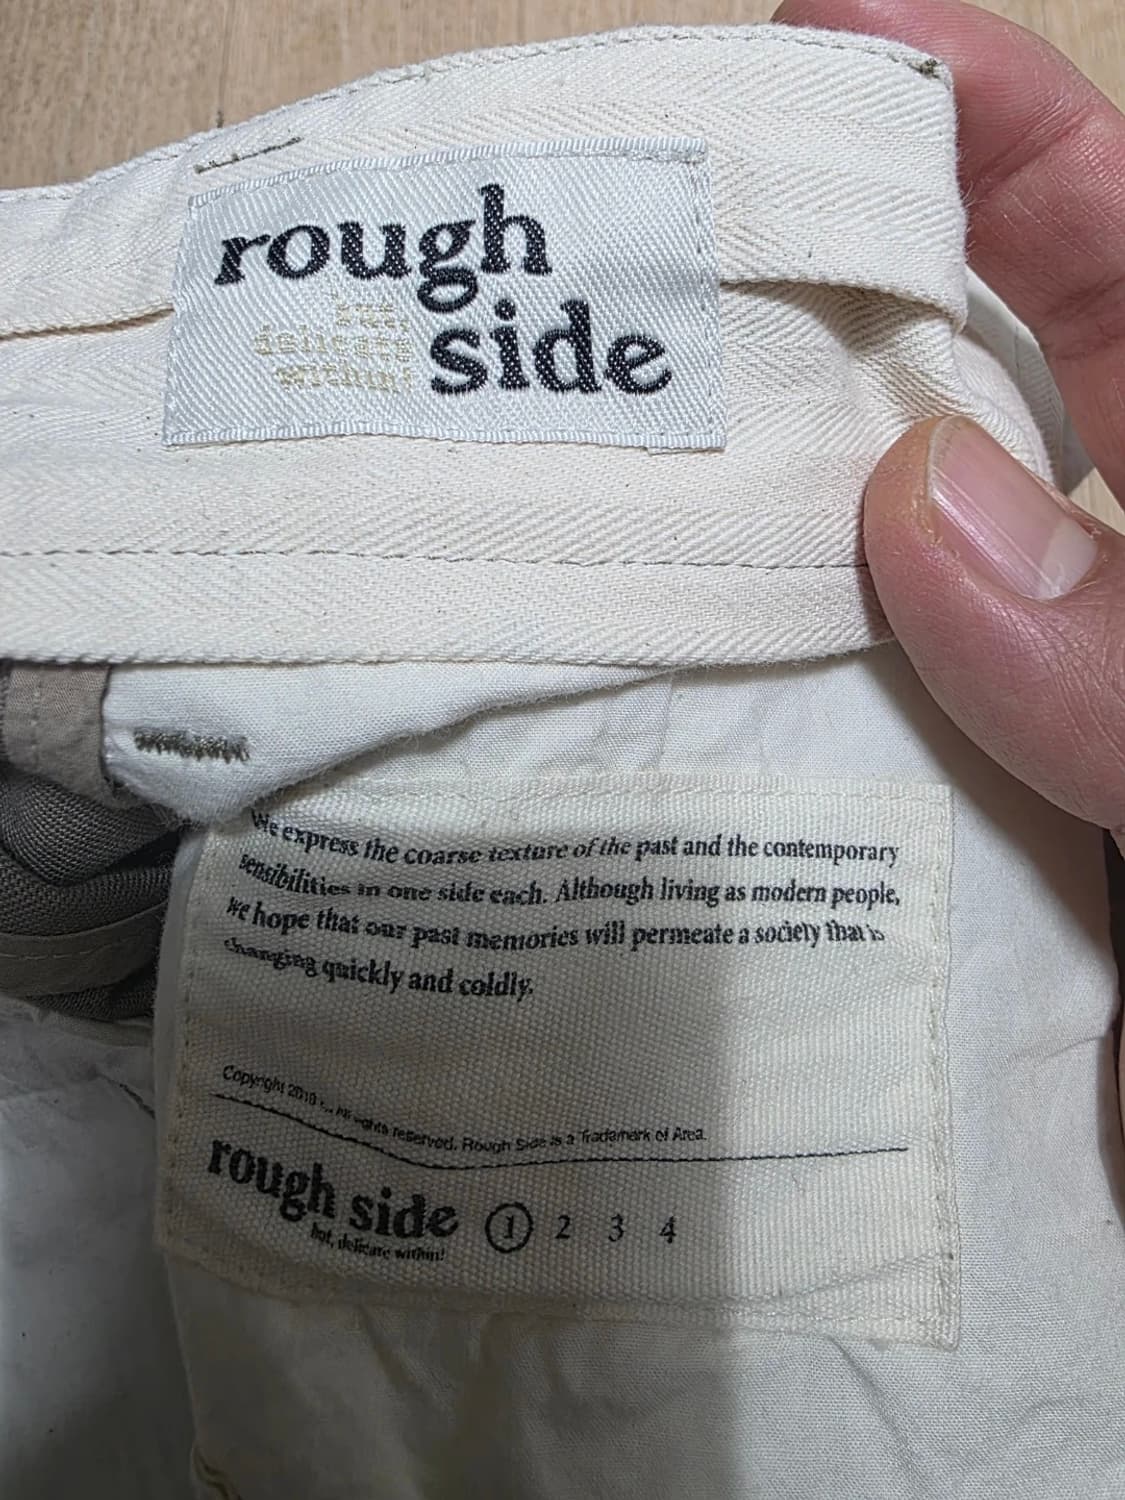 rough
but,
delicate
within!
side
We express the coarse texture of the past and the contemporary
sensibilities in one side each. Although living as modern people,
we hope that our past memories will permeate a society that is
changing quickly and coldly.
Copyright All rights reserved. Rough Side is a Trademark of Area.
rough side
but, delicate within!
1 2 3 4